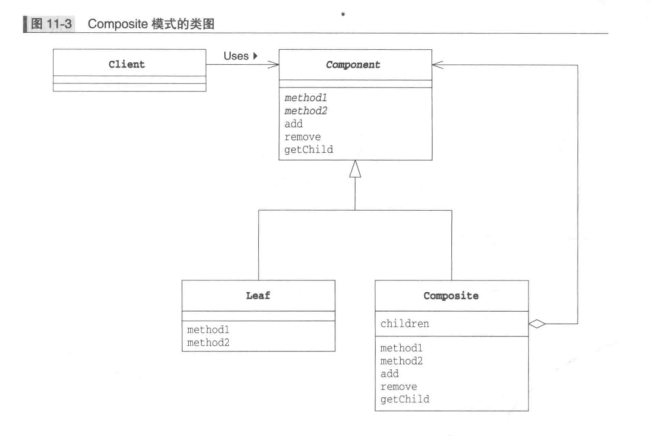 图 11-3 Composite 模式的类图
Client
Uses
Component
method1
method2
add
remove
getChild
Leaf
method1
method2
Composite
children
method1
method2
add
remove
getChild